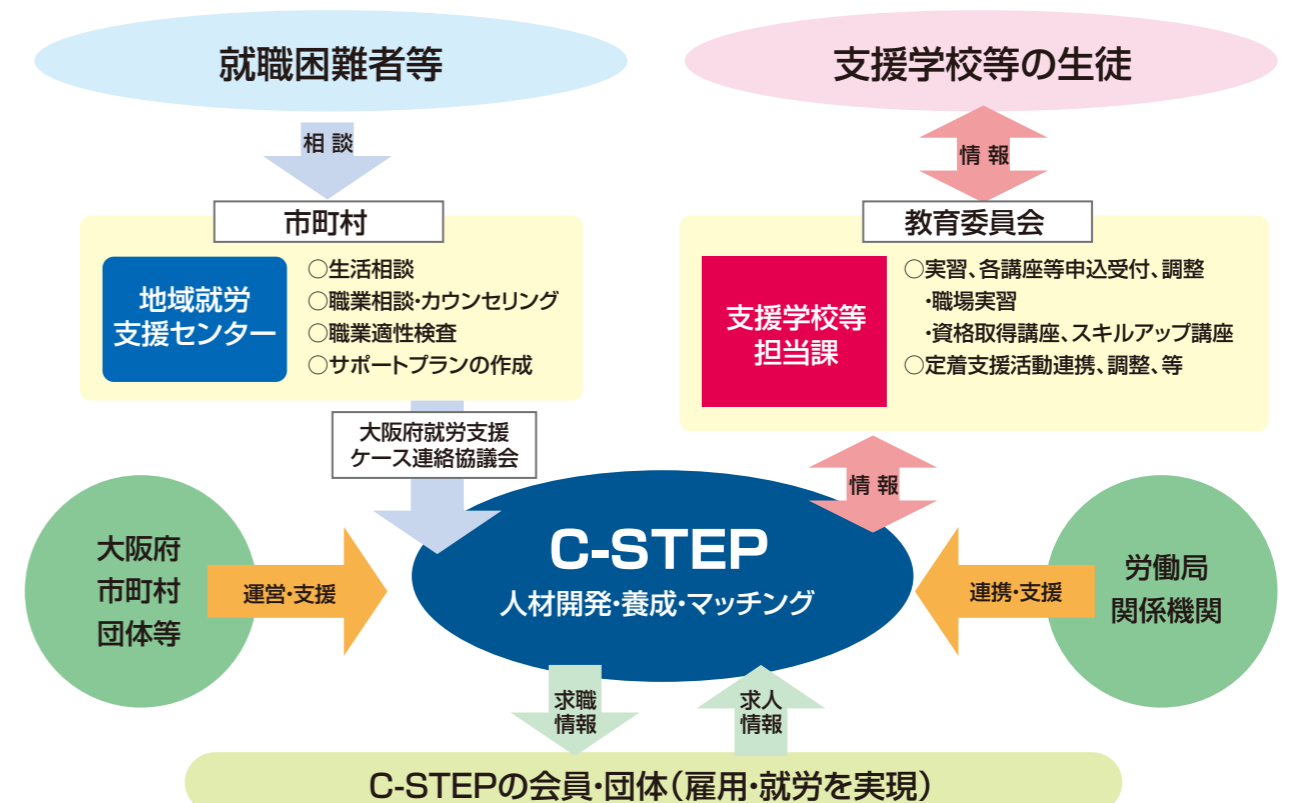 就職困難者等
支援学校等の生徒
相談
情報
市町村
教育委員会
地域就労
支援センター
○生活相談
○職業相談・カウンセリング
○職業適性検査
○サポートプランの作成
支援学校等
担当課
○実習、各講座等申込受付、調整
・職場実習
・資格取得講座、スキルアップ講座
○定着支援活動連携、調整、等
大阪府就労支援
ケース連絡協議会
情報
大阪府
市町村
団体等
運営・支援
C-STEP
人材開発・養成・マッチング
連携・支援
労働局
関係機関
求職
情報
求人
情報
C-STEPの会員・団体（雇用・就労を実現）